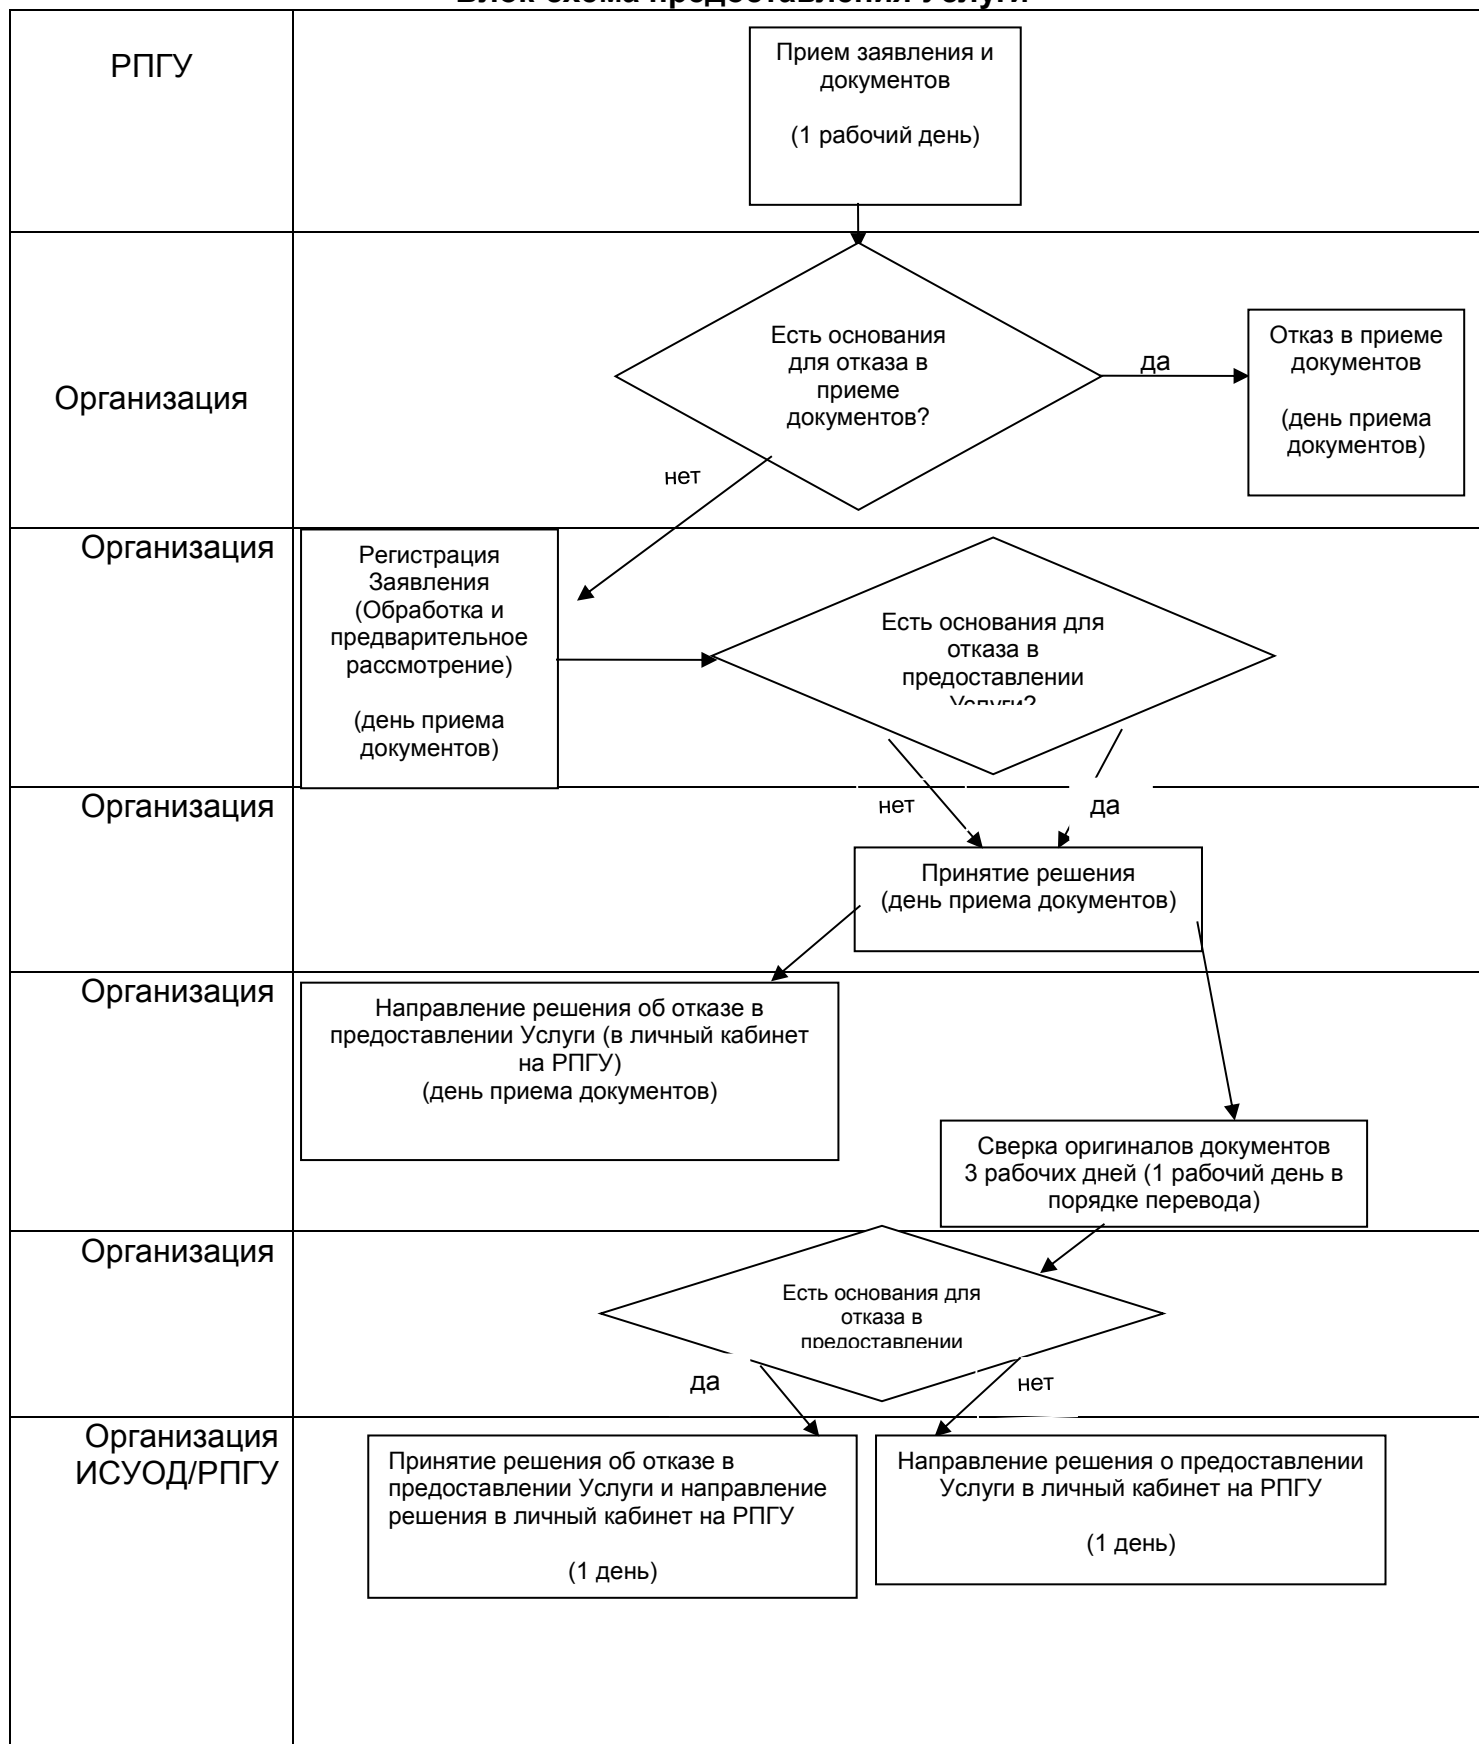 Блок-схема предоставления Услуги
РПГУ
Прием заявления и
документов
(1 рабочий день)
Организация
Есть основания
для отказа в
приеме
документов?
да
Отказ в приеме
документов
(день приема
документов)
нет
Организация
Регистрация
Заявления
(Обработка и
предварительное
рассмотрение)
(день приема
документов)
Есть основания для
отказа в
предоставлении
Услуги?
Организация
нет
да
Принятие решения
(день приема документов)
Организация
Направление решения об отказе в
предоставлении Услуги (в личный кабинет
на РПГУ)
(день приема документов)
Сверка оригиналов документов
3 рабочих дней (1 рабочий день в
порядке перевода)
Организация
Есть основания для
отказа в
предоставлении
да
нет
Организация
ИСУОД/РПГУ
Принятие решения об отказе в
предоставлении Услуги и направление
решения в личный кабинет на РПГУ
(1 день)
Направление решения о предоставлении
Услуги в личный кабинет на РПГУ
(1 день)